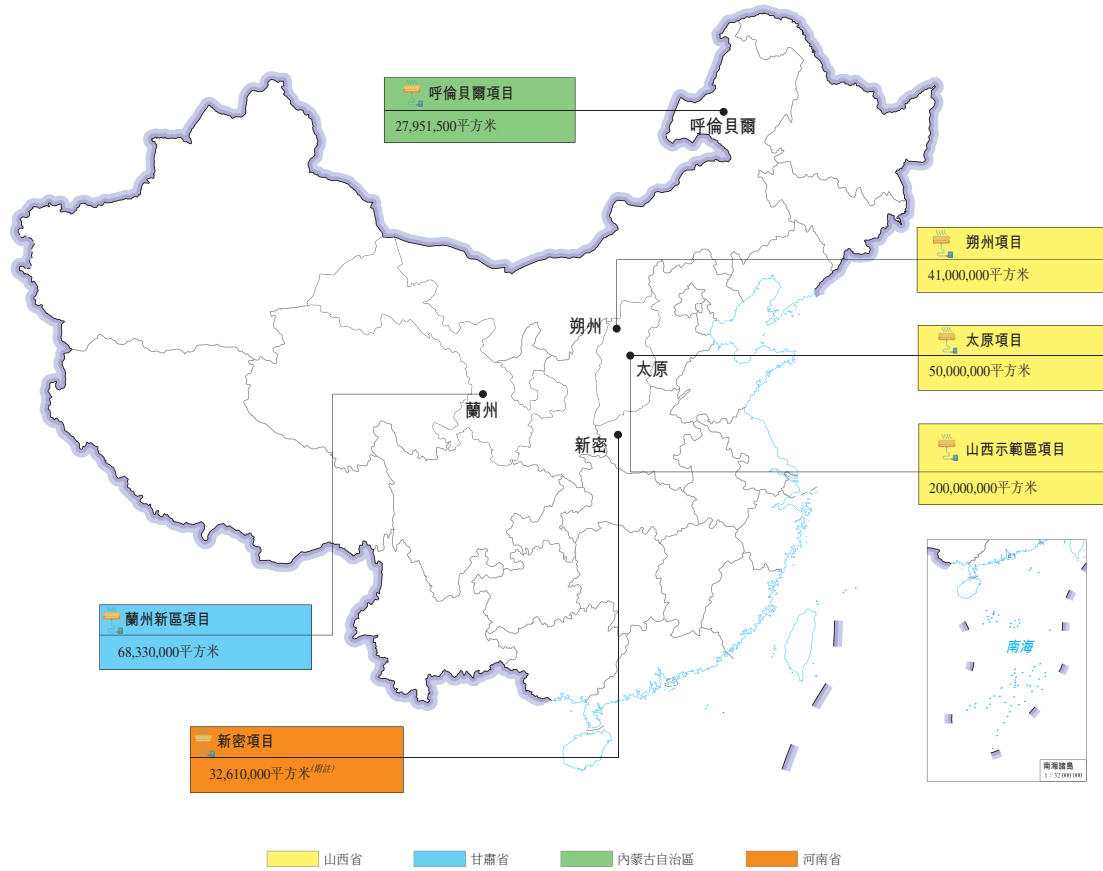 呼倫貝爾項目
27,951,500平方米
呼倫貝爾
朔州項目
41,000,000平方米
朔州
太原項目
50,000,000平方米
太原
蘭州
新密
山西示範區項目
200,000,000平方米
蘭州新區項目
68,330,000平方米
南海
新密項目
32,610,000平方米(附註)
南海諸島
1：32 000 000
山西省
甘肅省
內蒙古自治區
河南省